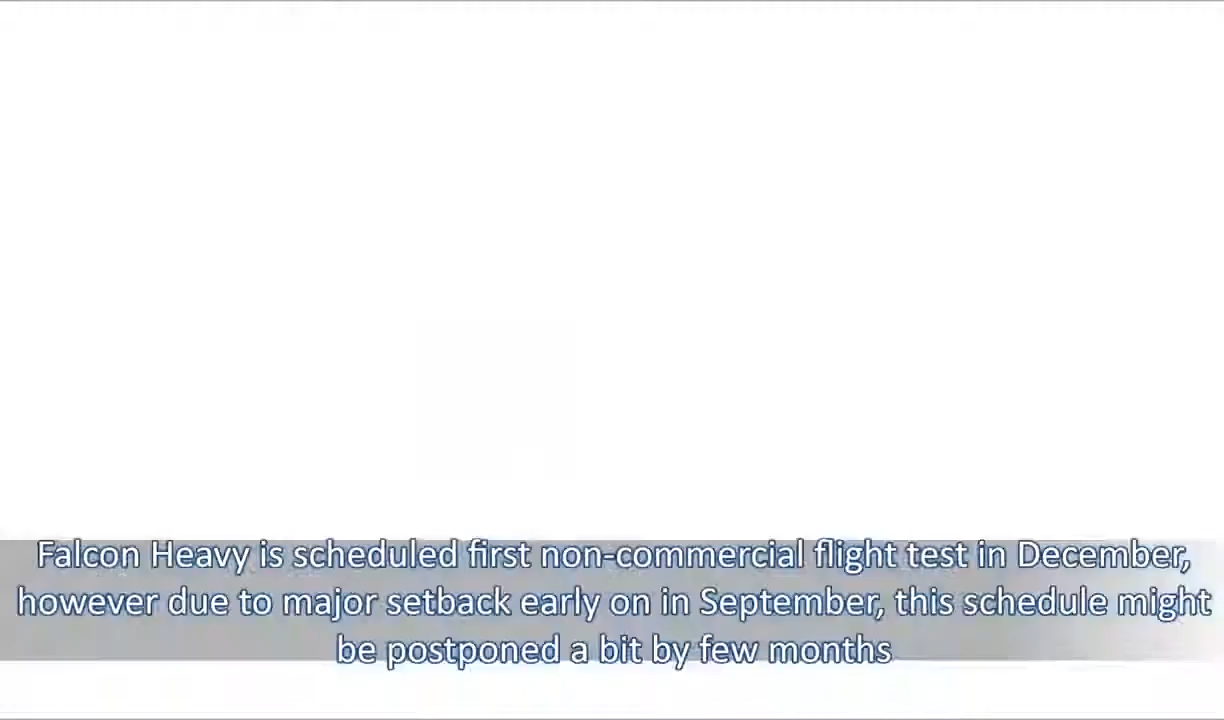 Falcon Heavy is scheduled first non-commercial flight test in December,
however due to major setback early on in September, this schedule might
be postponed a bit by few months